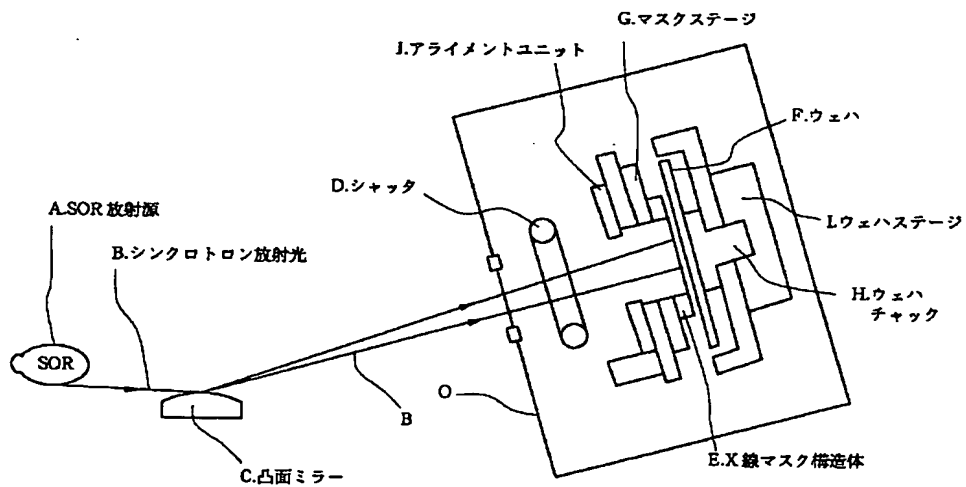 G.マスクステージ
J.アライメントユニット
F.ウェハ
D.シャッタ
A.SOR 放射源
I.ウェハステージ
B.シンクロトロン放射光
H.ウェハ
チャック
SOR
O
B
E.X 線マスク構造体
C.凸面ミラー